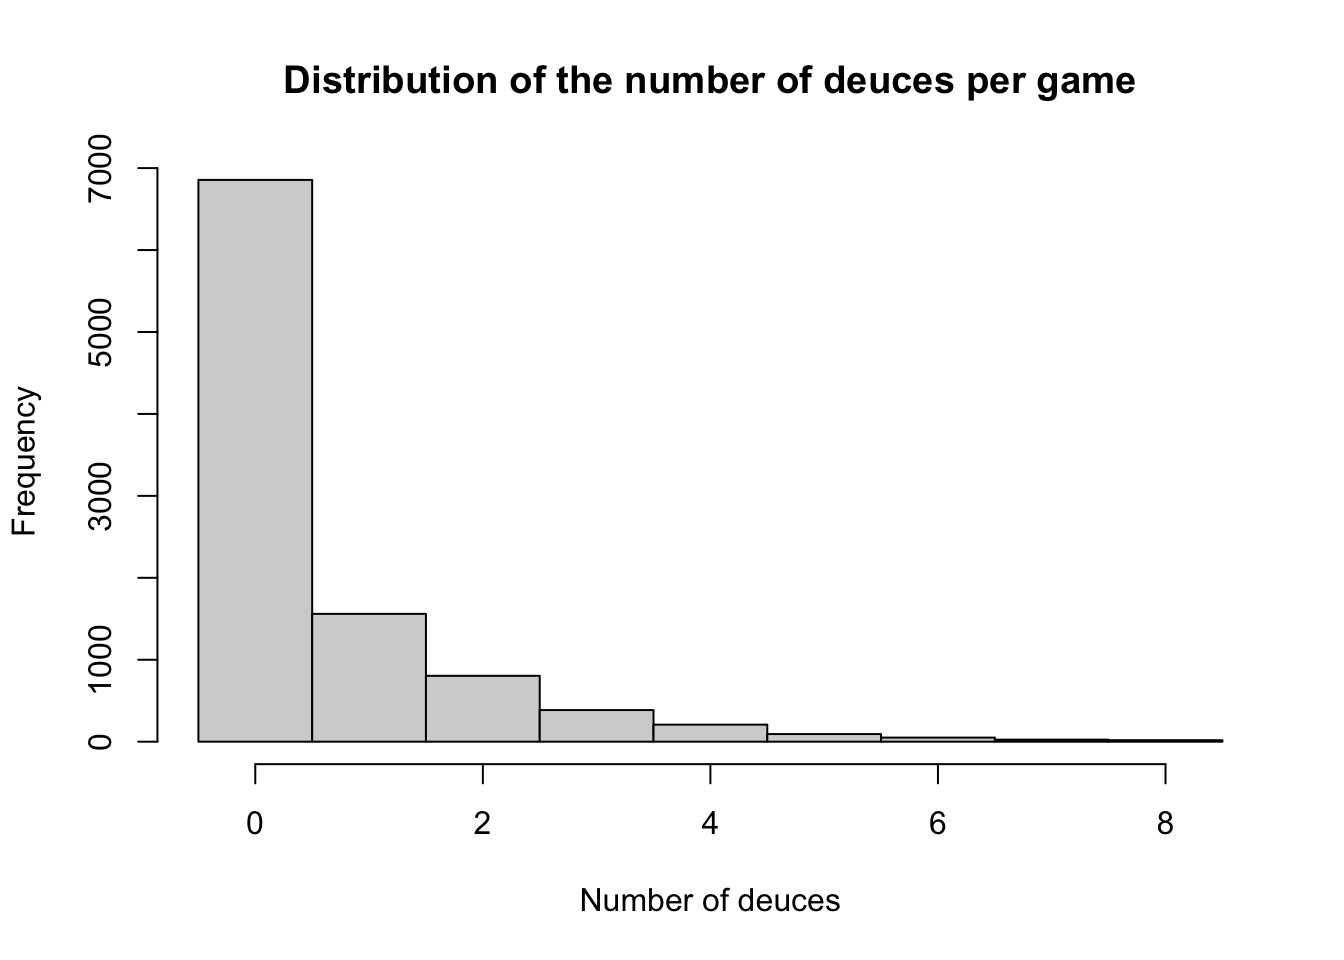 Distribution of the number of deuces per game
Frequency
7000
5000
3000
1000
0
0 2 4 6 8
Number of deuces